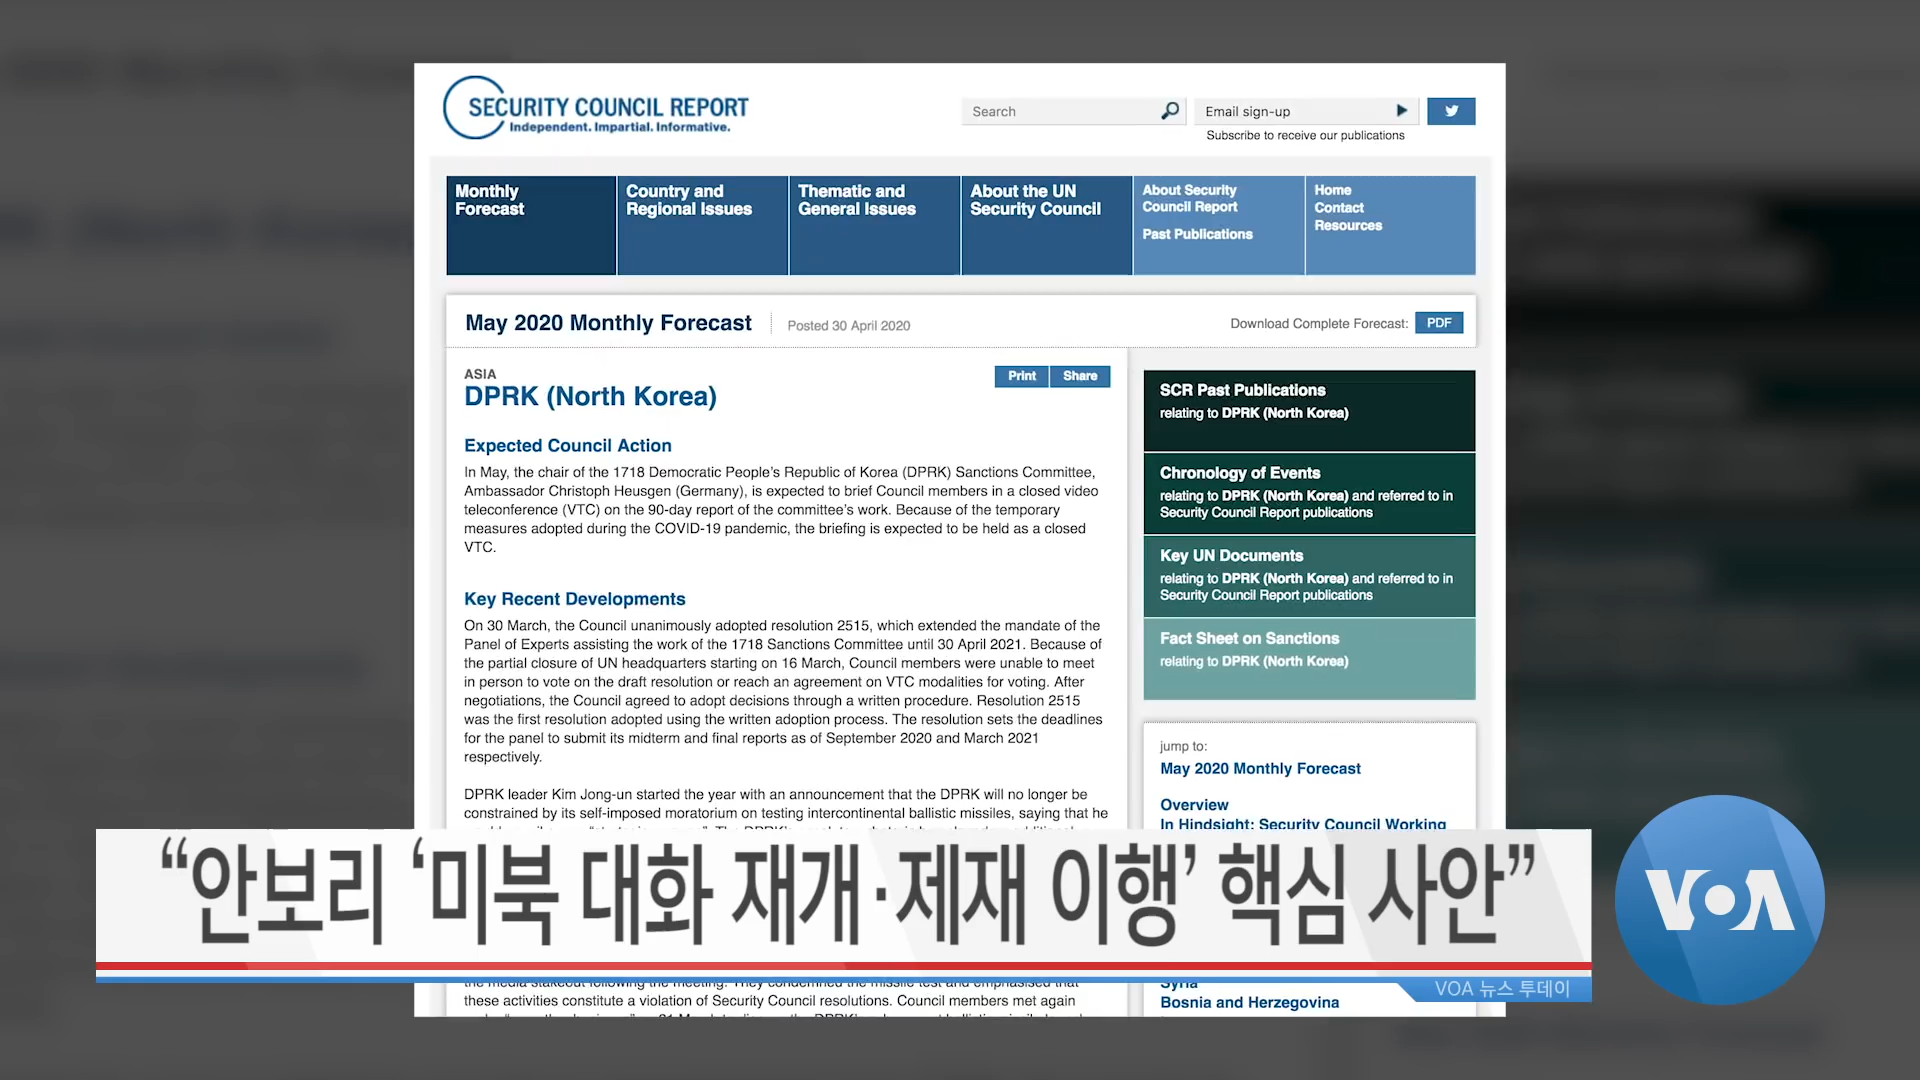 SECURITY COUNCIL REPORT
Independent. Impartial. Informative.
Search
Email sign-up
Subscribe to receive our publications
Monthly
Forecast
Country and
Regional Issues
Thematic and
General Issues
About the UN
Security Council
About Security
Council Report
Past Publications
Home
Contact
Resources
May 2020 Monthly Forecast
Posted 30 April 2020
Download Complete Forecast:
PDF
ASIA
DPRK (North Korea)
Print
Share
Expected Council Action
In May, the chair of the 1718 Democratic People's Republic of Korea (DPRK) Sanctions Committee,
Ambassador Christoph Heusgen (Germany), is expected to brief Council members in a closed video
teleconference (VTC) on the 90-day report of the committee's work. Because of the temporary
measures adopted during the COVID-19 pandemic, the briefing is expected to be held as a closed
VTC.
Key Recent Developments
On 30 March, the Council unanimously adopted resolution 2515, which extended the mandate of the
Panel of Experts assisting the work of the 1718 Sanctions Committee until 30 April 2021. Because of
the partial closure of UN headquarters starting on 16 March, Council members were unable to meet
in person to vote on the draft resolution or reach an agreement on VTC modalities for voting. After
negotiations, the Council agreed to adopt decisions through a written procedure. Resolution 2515
was the first resolution adopted using the written adoption process. The resolution sets the deadlines
for the panel to submit its midterm and final reports as of September 2020 and March 2021
respectively.
DPRK leader Kim Jong-un started the year with an announcement that the DPRK will no longer be
constrained by its self-imposed moratorium on testing intercontinental ballistic missiles, saying that he
the media stakeout following the meeting. They condemned the missile test and emphasised that
these activities constitute a violation of Security Council resolutions. Council members met again
SCR Past Publications
relating to DPRK (North Korea)
Chronology of Events
relating to DPRK (North Korea) and referred to in
Security Council Report publications
Key UN Documents
relating to DPRK (North Korea) and referred to in
Security Council Report publications
Fact Sheet on Sanctions
relating to DPRK (North Korea)
jump to:
May 2020 Monthly Forecast
Overview
In Hindsight: Security Council Working
Syria
Bosnia and Herzegovina
“안보리 ‘미북 대화 재개·제재 이행’ 핵심 사안”
VOA 뉴스 투데이
VOA